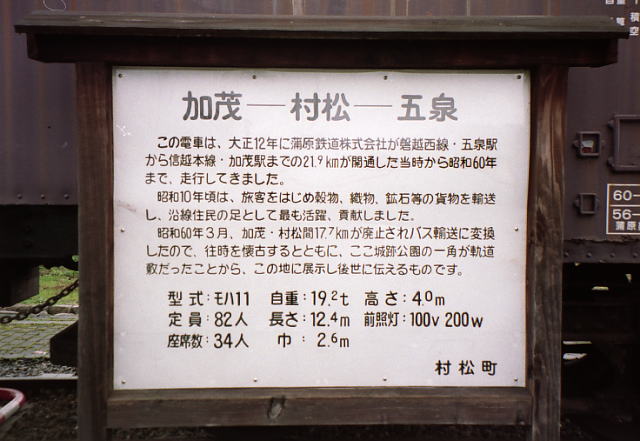 加茂―村松―五泉
この電車は、大正12年に蒲原鉄道株式会社が磐越西線・五泉駅
から信越本線・加茂駅までの21.9kmが開通した当時から昭和60年
まで、走行してきました。
昭和10年頃は、旅客をはじめ穀物、織物、鉱石等の貨物を輸送
し、沿線住民の足として最も活躍、貢献しました。
昭和60年3月、加茂・村松間17.7kmが廃止されバス輸送に変換
したので、往時を懐古するとともに、ここ城跡公園の一角が軌道
敷だったことから、この地に展示し後世に伝えるものです。
型式：モハ11 自重：19.2t 高さ：4.0m
定員：82人 長さ：12.4m 前照灯：100V 200W
座席数：34人 巾：2.6m
村松町
自重
積
空
60-
56-
蒲原